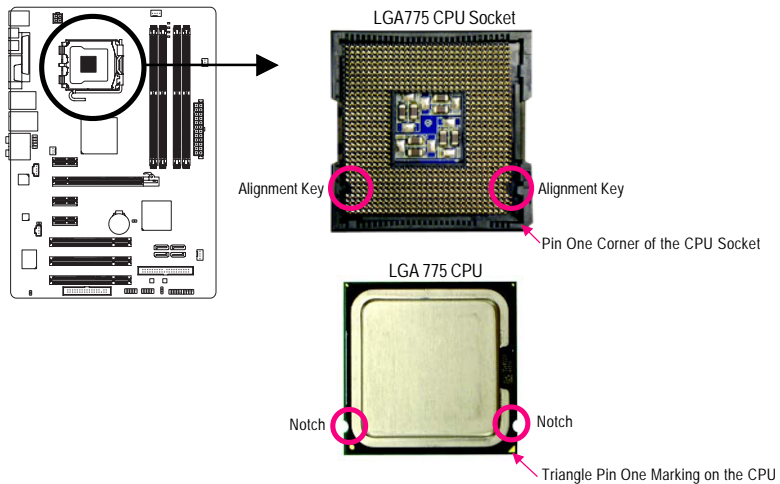 LGA775 CPU Socket
Alignment Key
Alignment Key
Pin One Corner of the CPU Socket
LGA 775 CPU
Notch
Notch
Triangle Pin One Marking on the CPU